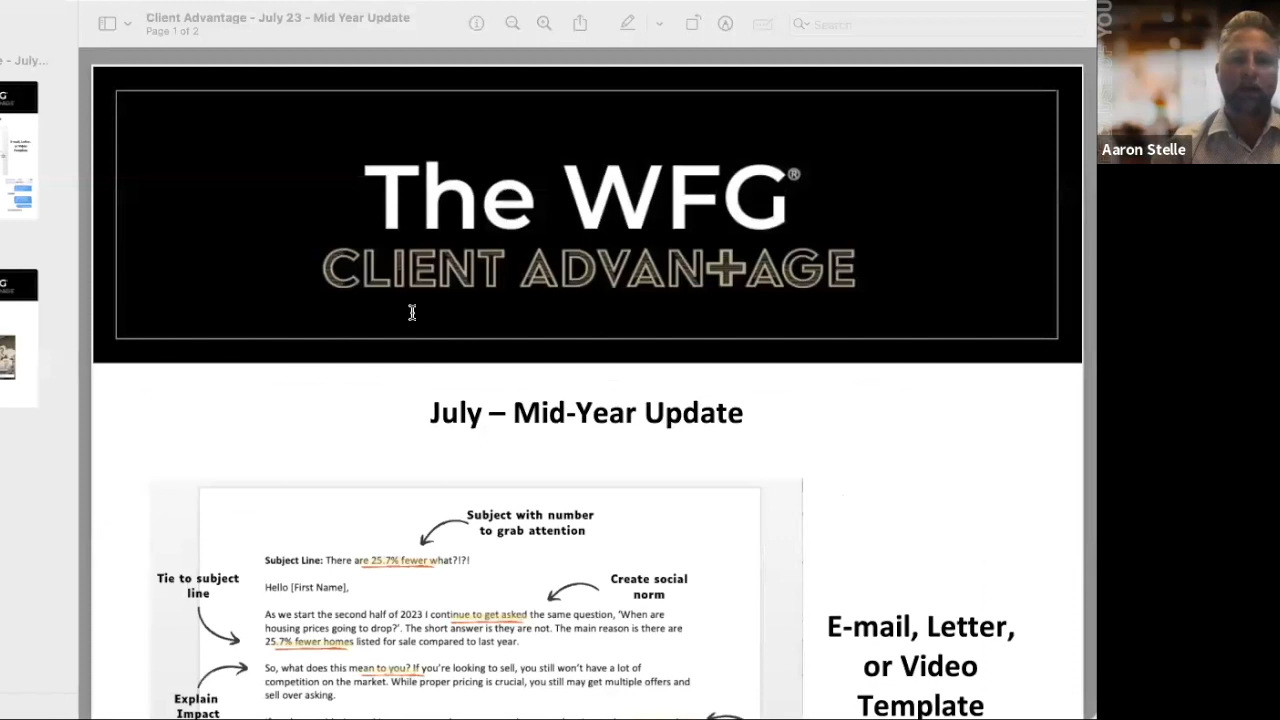 Client Advantage - July 23 - Mid Year Update
Page 1 of 2
Search
- July...
YOU
Aaron Stelle
The WFG®
CLIENT ADVANTAGE
July – Mid-Year Update
Subject with number
to grab attention
Subject Line: There are 25.7% fewer what?!?!
Tie to subject
line
Hello [First Name],
Create social
norm
As we start the second half of 2023 I continue to get asked the same question, 'When are
housing prices going to drop?'. The short answer is they are not. The main reason is there are
25.7% fewer homes listed for sale compared to last year.
So, what does this mean to you? If you're looking to sell, you still won't have a lot of
competition on the market. While proper pricing is crucial, you still may get multiple offers and
sell over asking.
Explain
Impact
E-mail, Letter,
or Video
Template